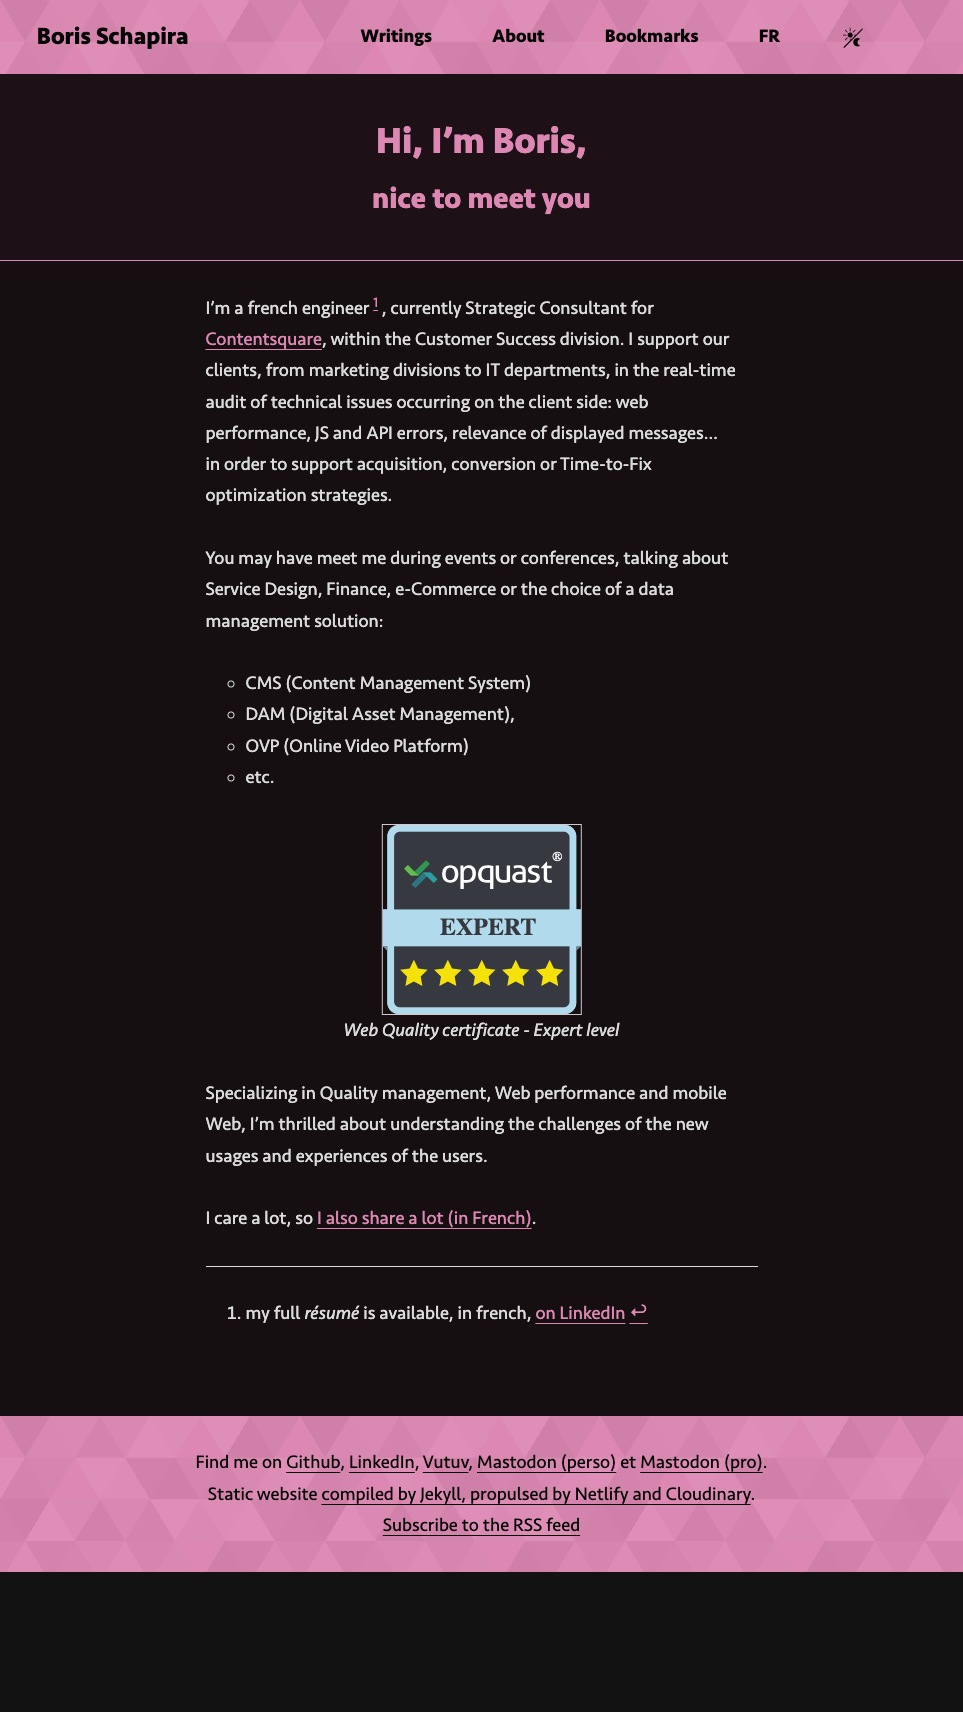 Boris Schapira
Writings
About
Bookmarks
FR
Hi, I’m Boris,
nice to meet you
I’m a french engineer 1 , currently Strategic Consultant for
Contentsquare, within the Customer Success division. I support our
clients, from marketing divisions to IT departments, in the real-time
audit of technical issues occurring on the client side: web
performance, JS and API errors, relevance of displayed messages…
in order to support acquisition, conversion or Time-to-Fix
optimization strategies.
You may have meet me during events or conferences, talking about
Service Design, Finance, e-Commerce or the choice of a data
management solution:
CMS (Content Management System)
DAM (Digital Asset Management),
OVP (Online Video Platform)
etc.
opquast®
EXPERT
Web Quality certificate - Expert level
Specializing in Quality management, Web performance and mobile
Web, I’m thrilled about understanding the challenges of the new
usages and experiences of the users.
I care a lot, so I also share a lot (in French).
1. my full résumé is available, in french, on LinkedIn ↩
Find me on Github, LinkedIn, Vutuv, Mastodon (perso) et Mastodon (pro).
Static website compiled by Jekyll, propulsed by Netlify and Cloudinary.
Subscribe to the RSS feed